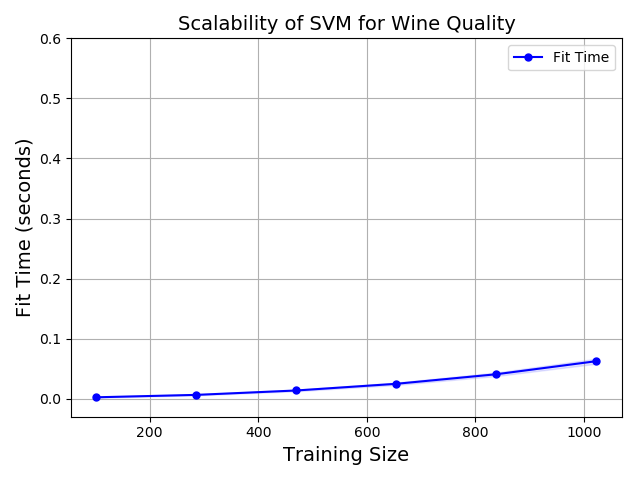 Scalability of SVM for Wine Quality
Fit Time
Fit Time (seconds)
0.6
0.5
0.4
0.3
0.2
0.1
0.0
200 400 600 800 1000
Training Size